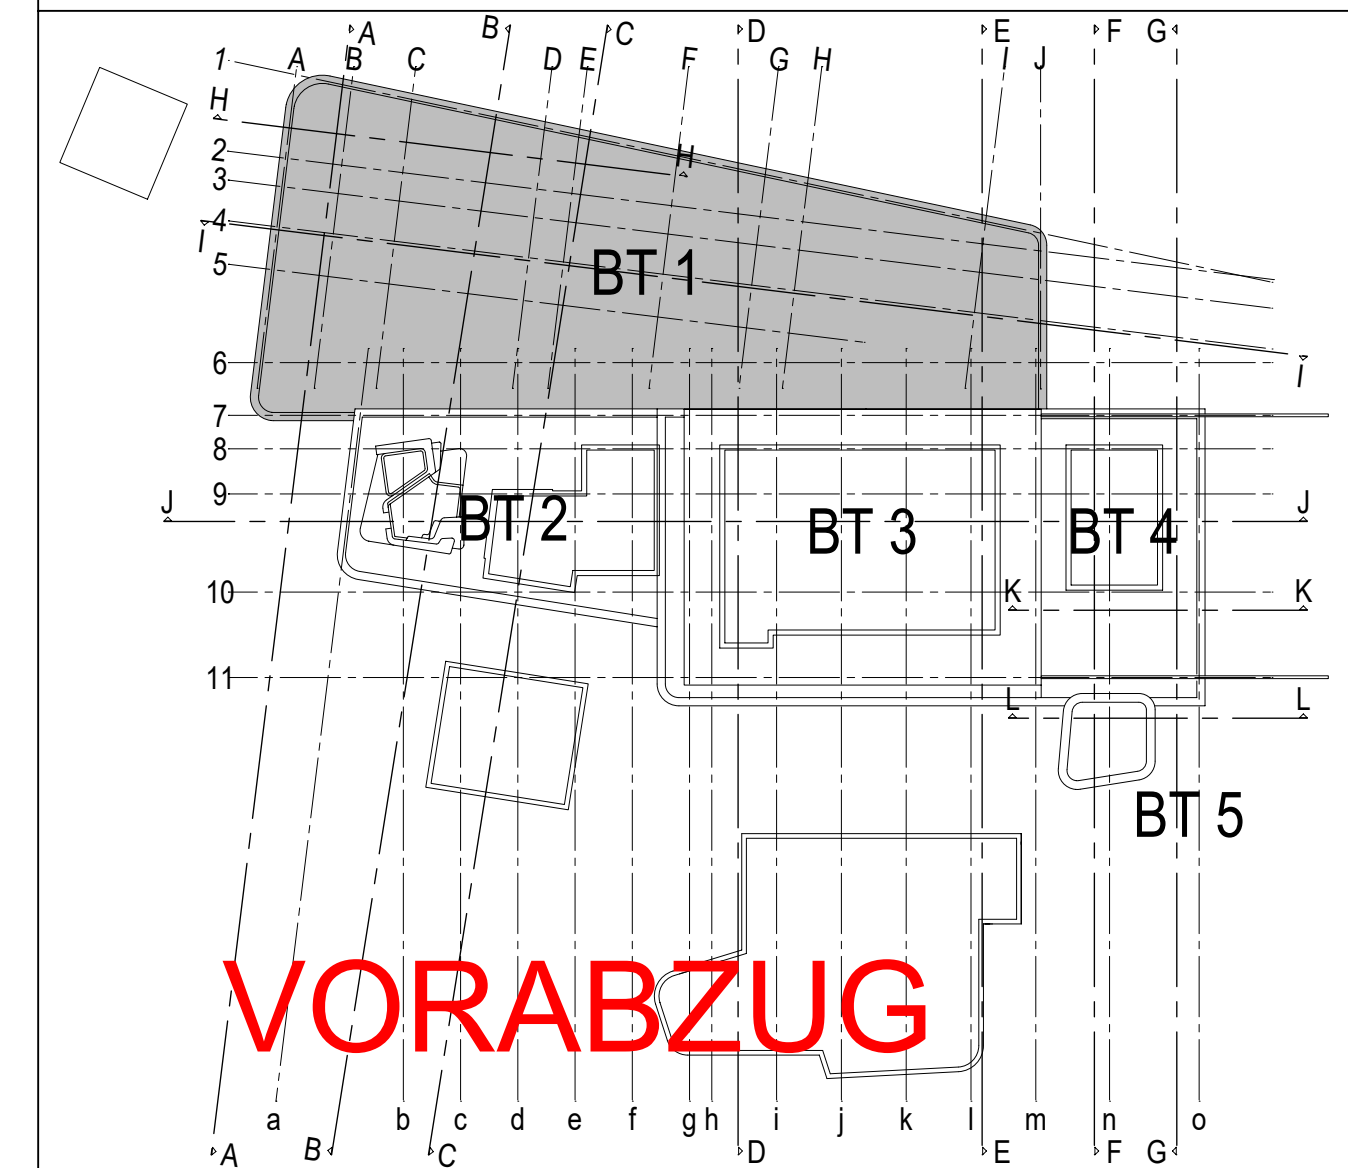 A B C D E F G
1 A B C D E F G H I J
H
2 H
3
4
I BT 1
5
6 I
7
8
9
J BT 2 BT 3 BT 4 J
10 K K
11
L L
BT 5
VORABZUG
a b c d e f g h i j k l m n o
A B C D E F G